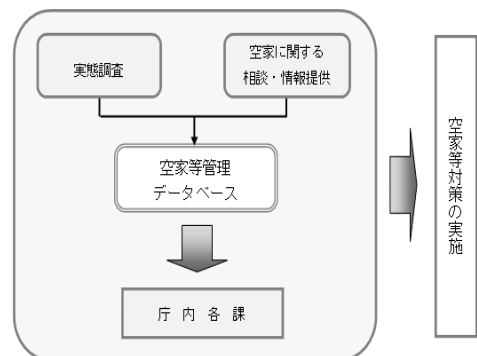 実態調査
空家に関する
相談・情報提供
空家等管理
データベース
庁内各課
空家等対策の実施